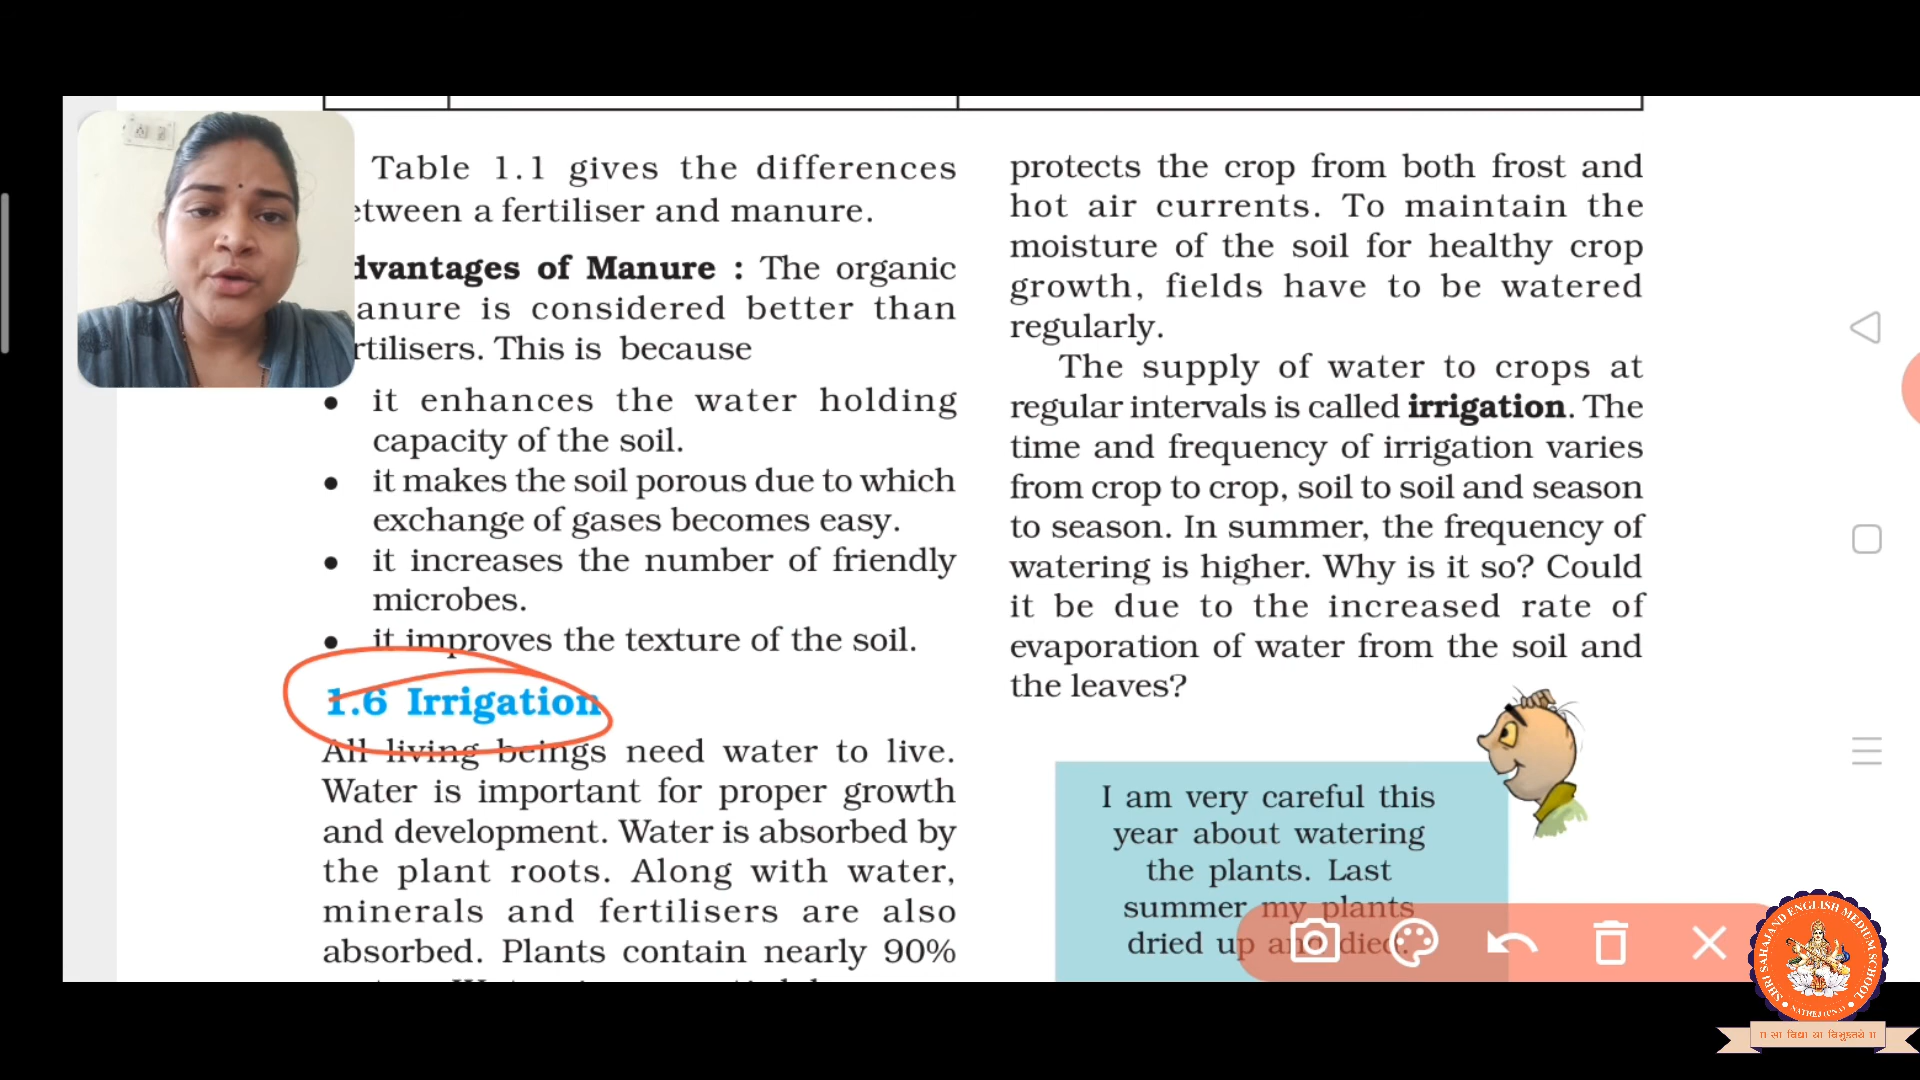 Table 1.1 gives the differences
etween a fertiliser and manure.
dvantages of Manure : The organic
anure is considered better than
rtilisers. This is because
• it enhances the water holding
capacity of the soil.
• it makes the soil porous due to which
exchange of gases becomes easy.
• it increases the number of friendly
microbes.
• it improves the texture of the soil.
1.6 Irrigation
All living beings need water to live.
Water is important for proper growth
and development. Water is absorbed by
the plant roots. Along with water,
minerals and fertilisers are also
absorbed. Plants contain nearly 90%
protects the crop from both frost and
hot air currents. To maintain the
moisture of the soil for healthy crop
growth, fields have to be watered
regularly.
The supply of water to crops at
regular intervals is called irrigation. The
time and frequency of irrigation varies
from crop to crop, soil to soil and season
to season. In summer, the frequency of
watering is higher. Why is it so? Could
it be due to the increased rate of
evaporation of water from the soil and
the leaves?
I am very careful this
year about watering
the plants. Last
summer my plants
dried up and died.
SHRI SAHAJANAND ENGLISH MEDIUM SCHOOL
॥ सा विद्या या विमुक्तये ॥